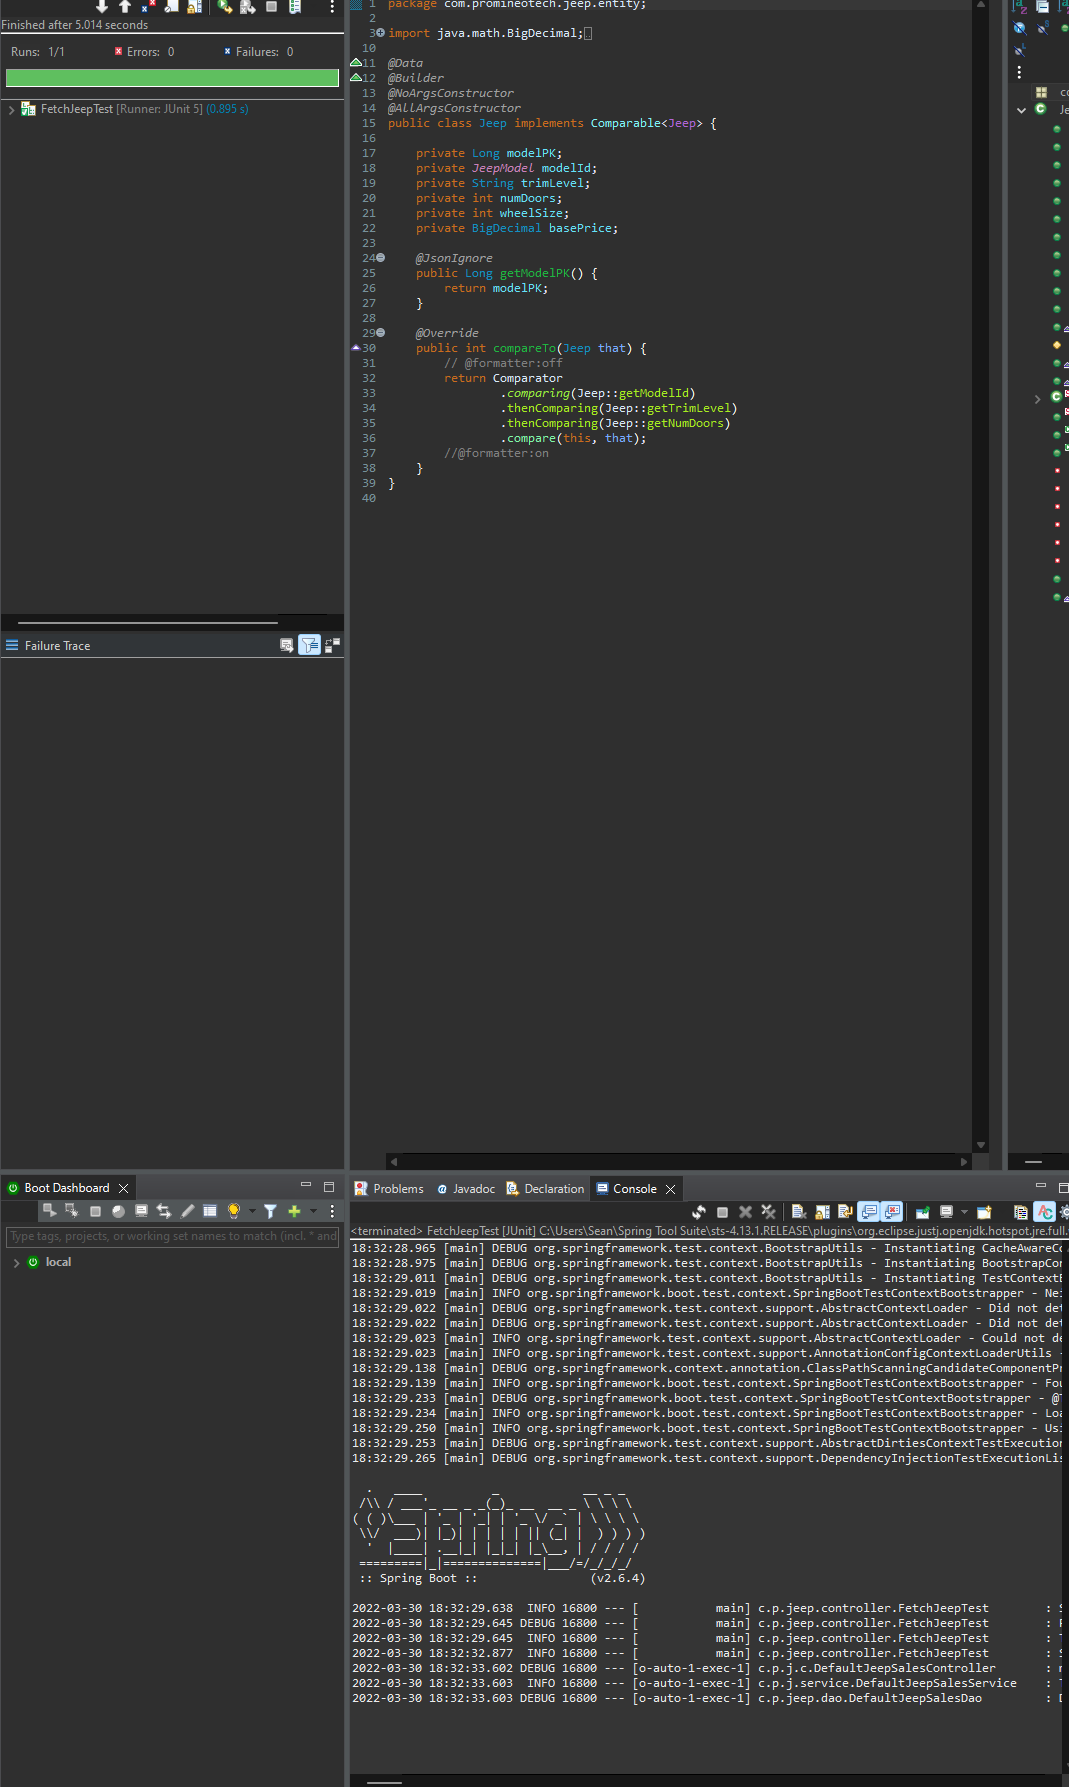 Finished after 5.014 seconds
Runs: 1/1
Errors: 0
Failures: 0
FetchJeepTest [Runner: JUnit 5] (0.895 s)
Failure Trace
1 package com.promineotech.jeep.entity;
2
3 import java.math.BigDecimal;
10
11 @Data
12 @Builder
13 @NoArgsConstructor
14 @AllArgsConstructor
15 public class Jeep implements Comparable<Jeep> {
16
17 private Long modelPK;
18 private JeepModel modelId;
19 private String trimLevel;
20 private int numDoors;
21 private int wheelSize;
22 private BigDecimal basePrice;
23
24 @JsonIgnore
25 public Long getModelPK() {
26 return modelPK;
27 }
28
29 @Override
30 public int compareTo(Jeep that) {
31 // @formatter:off
32 return Comparator
33 .comparing(Jeep::getModelId)
34 .thenComparing(Jeep::getTrimLevel)
35 .thenComparing(Jeep::getNumDoors)
36 .compare(this, that);
37 //@formatter:on
38 }
39 }
40
co
Je
Boot Dashboard
Type tags, projects, or working set names to match (incl. * and
local
Problems
Javadoc
Declaration
Console
<terminated> FetchJeepTest [JUnit] C:\Users\Sean\Spring Tool Suite\sts-4.13.1.RELEASE\plugins\org.eclipse.justj.openjdk.hotspot.jre.full.
18:32:28.965 [main] DEBUG org.springframework.test.context.BootstrapUtils - Instantiating CacheAwareCo
18:32:28.975 [main] DEBUG org.springframework.test.context.BootstrapUtils - Instantiating BootstrapCon
18:32:29.011 [main] DEBUG org.springframework.test.context.BootstrapUtils - Instantiating TestContextB
18:32:29.019 [main] INFO org.springframework.boot.test.context.SpringBootTestContextBootstrapper - Nei
18:32:29.022 [main] DEBUG org.springframework.test.context.support.AbstractContextLoader - Did not det
18:32:29.022 [main] DEBUG org.springframework.test.context.support.AbstractContextLoader - Did not det
18:32:29.023 [main] INFO org.springframework.test.context.support.AbstractContextLoader - Could not de
18:32:29.023 [main] INFO org.springframework.test.context.support.AnnotationConfigContextLoaderUtils -
18:32:29.138 [main] DEBUG org.springframework.context.annotation.ClassPathScanningCandidateComponentPr
18:32:29.139 [main] INFO org.springframework.boot.test.context.SpringBootTestContextBootstrapper - Fou
18:32:29.233 [main] DEBUG org.springframework.boot.test.context.SpringBootTestContextBootstrapper - @T
18:32:29.234 [main] INFO org.springframework.boot.test.context.SpringBootTestContextBootstrapper - Loa
18:32:29.250 [main] INFO org.springframework.boot.test.context.SpringBootTestContextBootstrapper - Usi
18:32:29.253 [main] DEBUG org.springframework.test.context.support.AbstractDirtiesContextTestExecution
18:32:29.265 [main] DEBUG org.springframework.test.context.support.DependencyInjectionTestExecutionLis
Spring
:: Spring Boot :: (v2.6.4)
2022-03-30 18:32:29.638 INFO 16800 --- [ main] c.p.jeep.controller.FetchJeepTest : S
2022-03-30 18:32:29.645 DEBUG 16800 --- [ main] c.p.jeep.controller.FetchJeepTest : R
2022-03-30 18:32:29.645 INFO 16800 --- [ main] c.p.jeep.controller.FetchJeepTest :
2022-03-30 18:32:32.877 INFO 16800 --- [ main] c.p.jeep.controller.FetchJeepTest : S
2022-03-30 18:32:33.602 DEBUG 16800 --- [o-auto-1-exec-1] c.p.j.c.DefaultJeepSalesController :
2022-03-30 18:32:33.603 INFO 16800 --- [o-auto-1-exec-1] c.p.j.service.DefaultJeepSalesService : T
2022-03-30 18:32:33.603 DEBUG 16800 --- [o-auto-1-exec-1] c.p.jeep.dao.DefaultJeepSalesDao : D